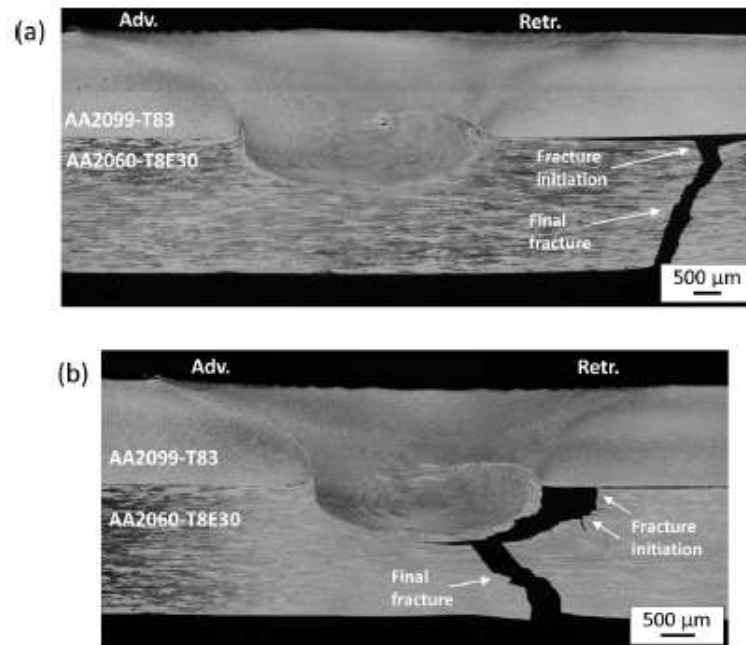 (a)
Adv. Retr.
AA2099-T83
AA2060-T8E30
Fracture
initiation
Final
fracture
500 µm
(b)
Adv. Retr.
AA2099-T83
AA2060-T8E30
Fracture
initiation
Final
fracture
500 µm